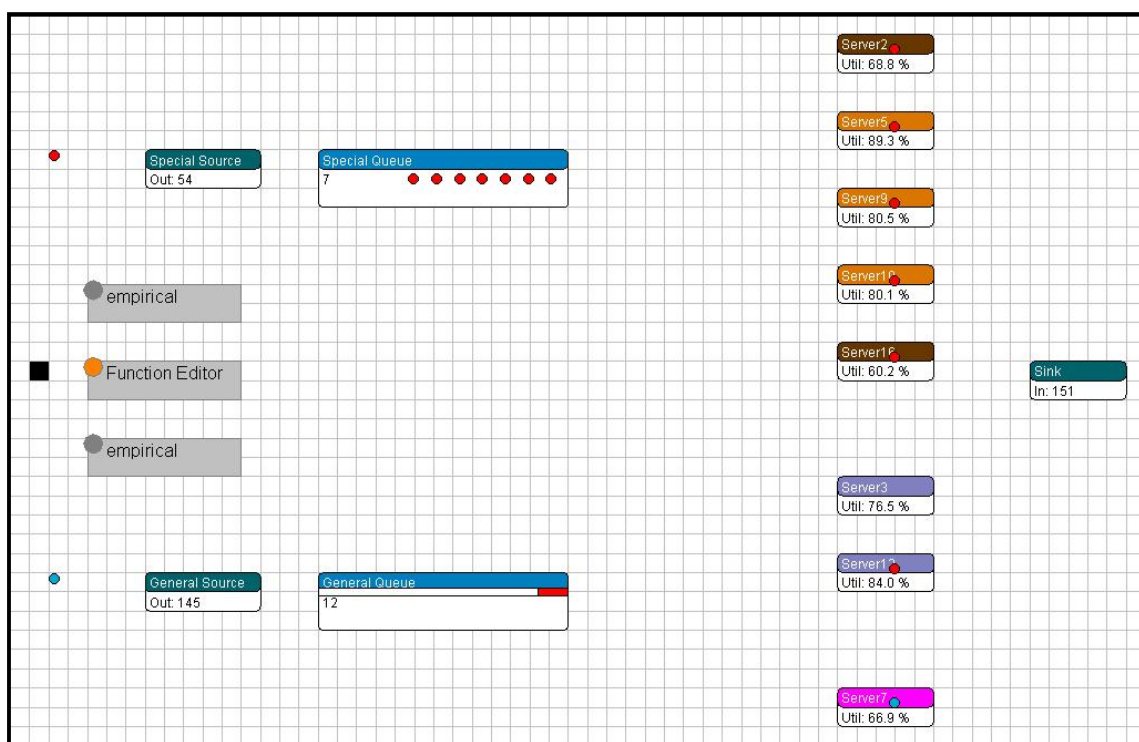 Server2
Util: 68.8 %
Server5
Util: 89.3 %
Special Source
Out: 54
Special Queue
7
Server9
Util: 80.5 %
Server10
Util: 80.1 %
empirical
Server16
Util: 60.2 %
Function Editor
Sink
In: 151
empirical
Server3
Util: 76.5 %
Util: 84.0 %
General Source
Out: 145
General Queue
12
Server7
Util: 66.9 %